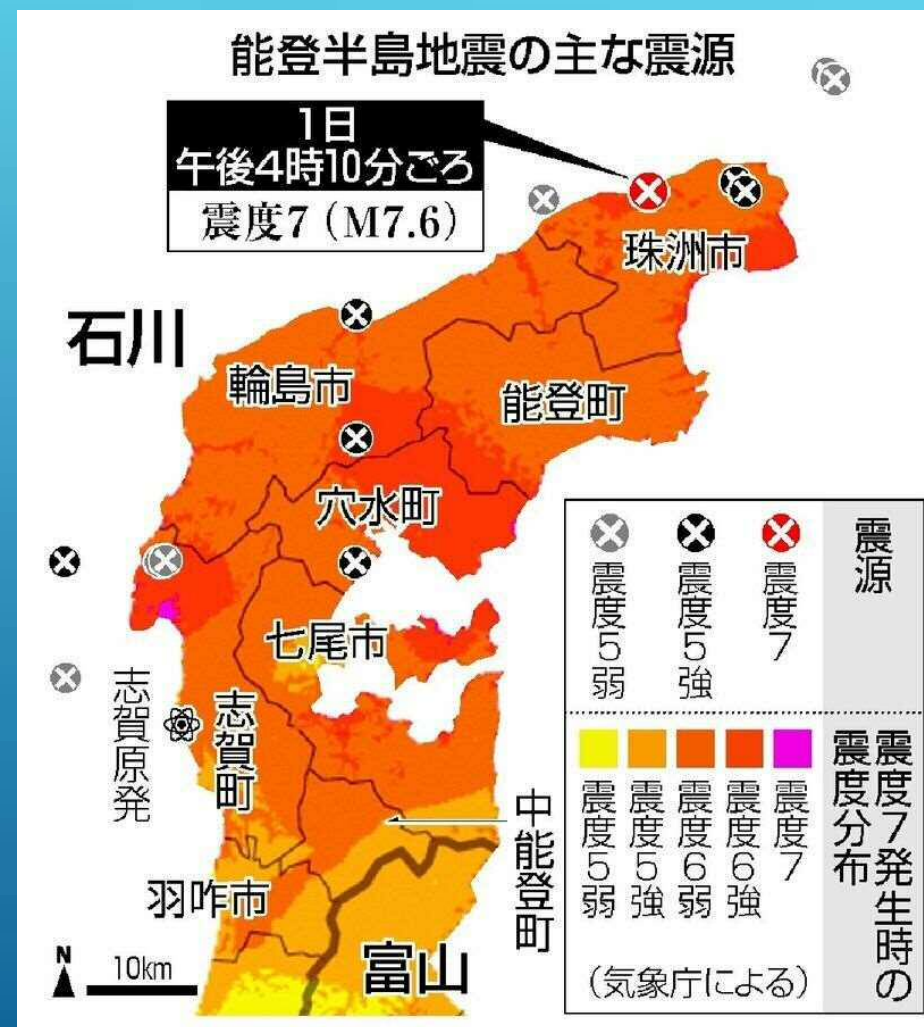 能登半島地震の主な震源
1日
午後4時10分ごろ
震度7（M7.6）
石川
珠洲市
輪島市
能登町
穴水町
七尾市
志賀原発
志賀町
中能登町
羽咋市
富山
N
10km
震源
震度7
震度5強
震度5弱
震度7発生時の
震度分布
震度7
震度6強
震度6弱
震度5強
震度5弱
（気象庁による）